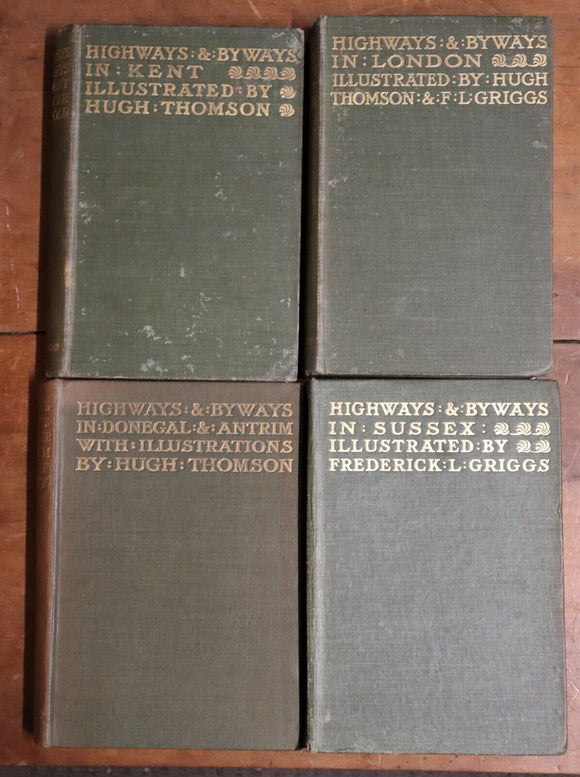 HIGHWAYS : & : BYWAYS
IN : KENT
ILLUSTRATED : BY
HUGH : THOMSON
HIGHWAYS : & : BYWAYS
IN : LONDON
ILLUSTRATED : BY : HUGH
THOMSON : & : F : L : GRIGGS
HIGHWAYS : & : BYWAYS
IN : DONEGAL : & : ANTRIM
WITH : ILLUSTRATIONS
BY : HUGH : THOMSON
HIGHWAYS : & : BYWAYS
IN : SUSSEX :
ILLUSTRATED : BY
FREDERICK : L : GRIGGS